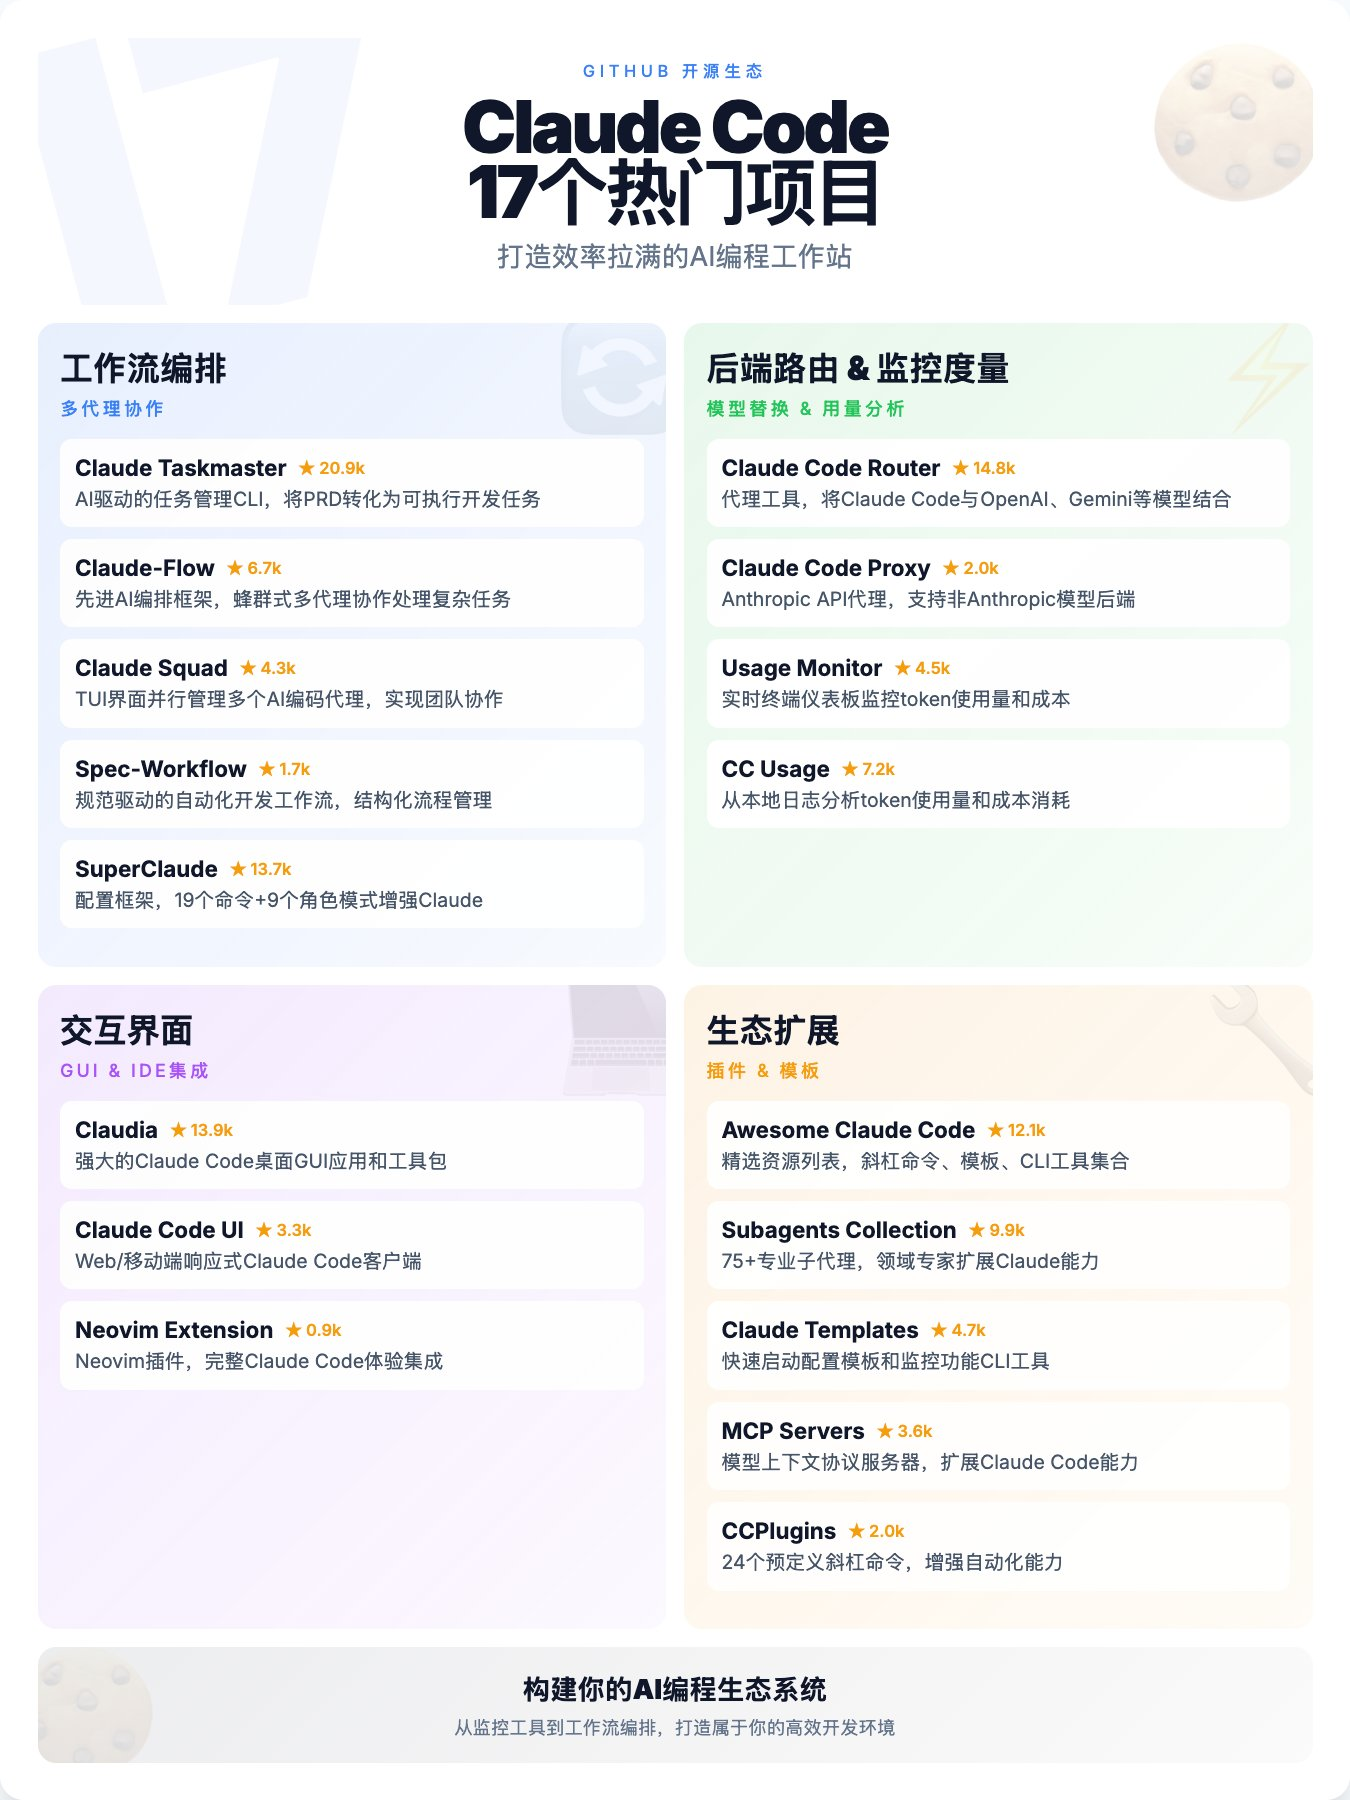 17
GITHUB 开源生态
Claude Code
17个热门项目
打造效率拉满的AI编程工作站
工作流编排
多代理协作
Claude Taskmaster ★ 20.9k
AI驱动的任务管理CLI，将PRD转化为可执行开发任务
Claude-Flow ★ 6.7k
先进AI编排框架，蜂群式多代理协作处理复杂任务
Claude Squad ★ 4.3k
TUI界面并行管理多个AI编码代理，实现团队协作
Spec-Workflow ★ 1.7k
规范驱动的自动化开发工作流，结构化流程管理
SuperClaude ★ 13.7k
配置框架，19个命令+9个角色模式增强Claude
后端路由 & 监控度量
模型替换 & 用量分析
Claude Code Router ★ 14.8k
代理工具，将Claude Code与OpenAI、Gemini等模型结合
Claude Code Proxy ★ 2.0k
Anthropic API代理，支持非Anthropic模型后端
Usage Monitor ★ 4.5k
实时终端仪表板监控token使用量和成本
CC Usage ★ 7.2k
从本地日志分析token使用量和成本消耗
交互界面
GUI & IDE集成
Claudia ★ 13.9k
强大的Claude Code桌面GUI应用和工具包
Claude Code UI ★ 3.3k
Web/移动端响应式Claude Code客户端
Neovim Extension ★ 0.9k
Neovim插件，完整Claude Code体验集成
生态扩展
插件 & 模板
Awesome Claude Code ★ 12.1k
精选资源列表，斜杠命令、模板、CLI工具集合
Subagents Collection ★ 9.9k
75+专业子代理，领域专家扩展Claude能力
Claude Templates ★ 4.7k
快速启动配置模板和监控功能CLI工具
MCP Servers ★ 3.6k
模型上下文协议服务器，扩展Claude Code能力
CCPlugins ★ 2.0k
24个预定义斜杠命令，增强自动化能力
构建你的AI编程生态系统
从监控工具到工作流编排，打造属于你的高效开发环境